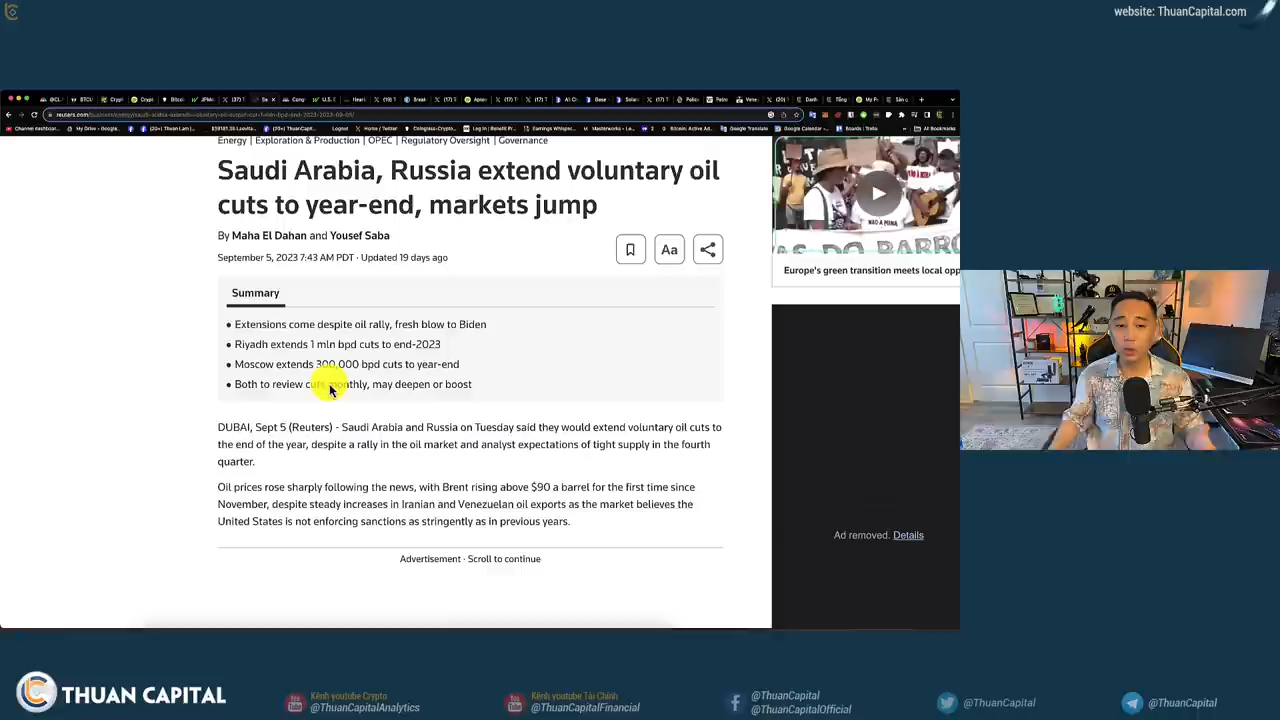 website: ThuanCapital.com
Energy | Exploration & Production | OPEC | Regulatory Oversight | Governance
Saudi Arabia, Russia extend voluntary oil
cuts to year-end, markets jump
By Maha El Dahan and Yousef Saba
September 5, 2023 7:43 AM PDT · Updated 19 days ago
Aa
Summary
• Extensions come despite oil rally, fresh blow to Biden
• Riyadh extends 1 mln bpd cuts to end-2023
• Moscow extends 300,000 bpd cuts to year-end
• Both to review cuts monthly, may deepen or boost
DUBAI, Sept 5 (Reuters) - Saudi Arabia and Russia on Tuesday said they would extend voluntary oil cuts to
the end of the year, despite a rally in the oil market and analyst expectations of tight supply in the fourth
quarter.
Oil prices rose sharply following the news, with Brent rising above $90 a barrel for the first time since
November, despite steady increases in Iranian and Venezuelan oil exports as the market believes the
United States is not enforcing sanctions as stringently as in previous years.
Advertisement · Scroll to continue
Europe's green transition meets local opp
Ad removed. Details
THUAN CAPITAL
Kênh youtube Crypto
@ThuanCapitalAnalytics
Kênh youtube Tài Chính
@ThuanCapitalFinancial
@ThuanCapital
@ThuanCapitalOfficial
@ThuanCapital
@ThuanCapital